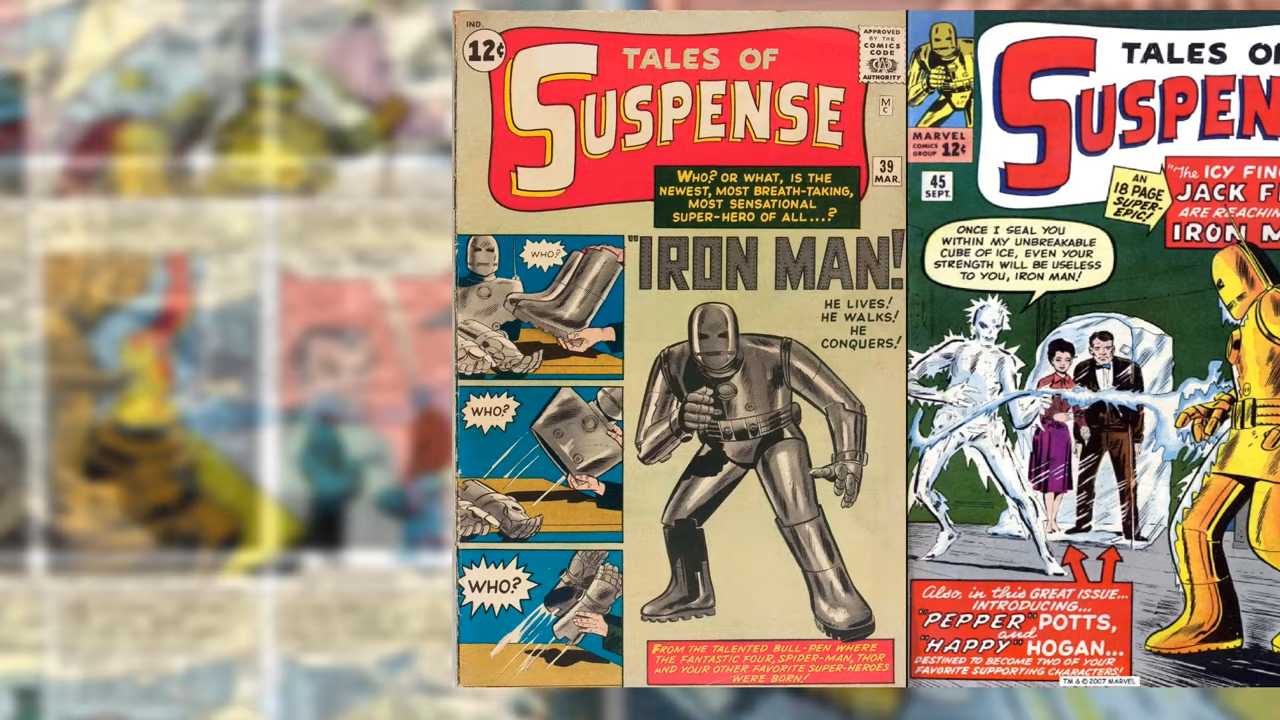 IND.
12¢
TALES OF
SUSPENSE
APPROVED
BY THE
COMICS
CODE
AUTHORITY
M
C
39
MAR.
WHO? OR WHAT, IS THE
NEWEST, MOST BREATH-TAKING,
MOST SENSATIONAL
SUPER-HERO OF ALL...?
"IRON MAN!
HE LIVES!
HE WALKS!
HE
CONQUERS!
WHO?
WHO?
WHO?
FROM THE TALENTED BULL-PEN WHERE
THE FANTASTIC FOUR, SPIDER-MAN, THOR
AND YOUR OTHER FAVORITE SUPER-HEROES
WERE BORN!
MARVEL
COMICS
GROUP 12¢
45
SEPT.
TALES OF
SUSPEN
AN
18 PAGE
SUPER-
EPIC!
"The ICY FIN
JACK F
ARE REACHIN
IRON M
ONCE I SEAL YOU
WITHIN MY UNBREAKABLE
CUBE OF ICE, EVEN YOUR
STRENGTH WILL BE USELESS
TO YOU, IRON MAN!
Also, in this GREAT ISSUE...
INTRODUCING...
"PEPPER" POTTS,
and
"HAPPY" HOGAN...
DESTINED TO BECOME TWO OF YOUR
FAVORITE SUPPORTING CHARACTERS!
TM & © 2007 MARVEL